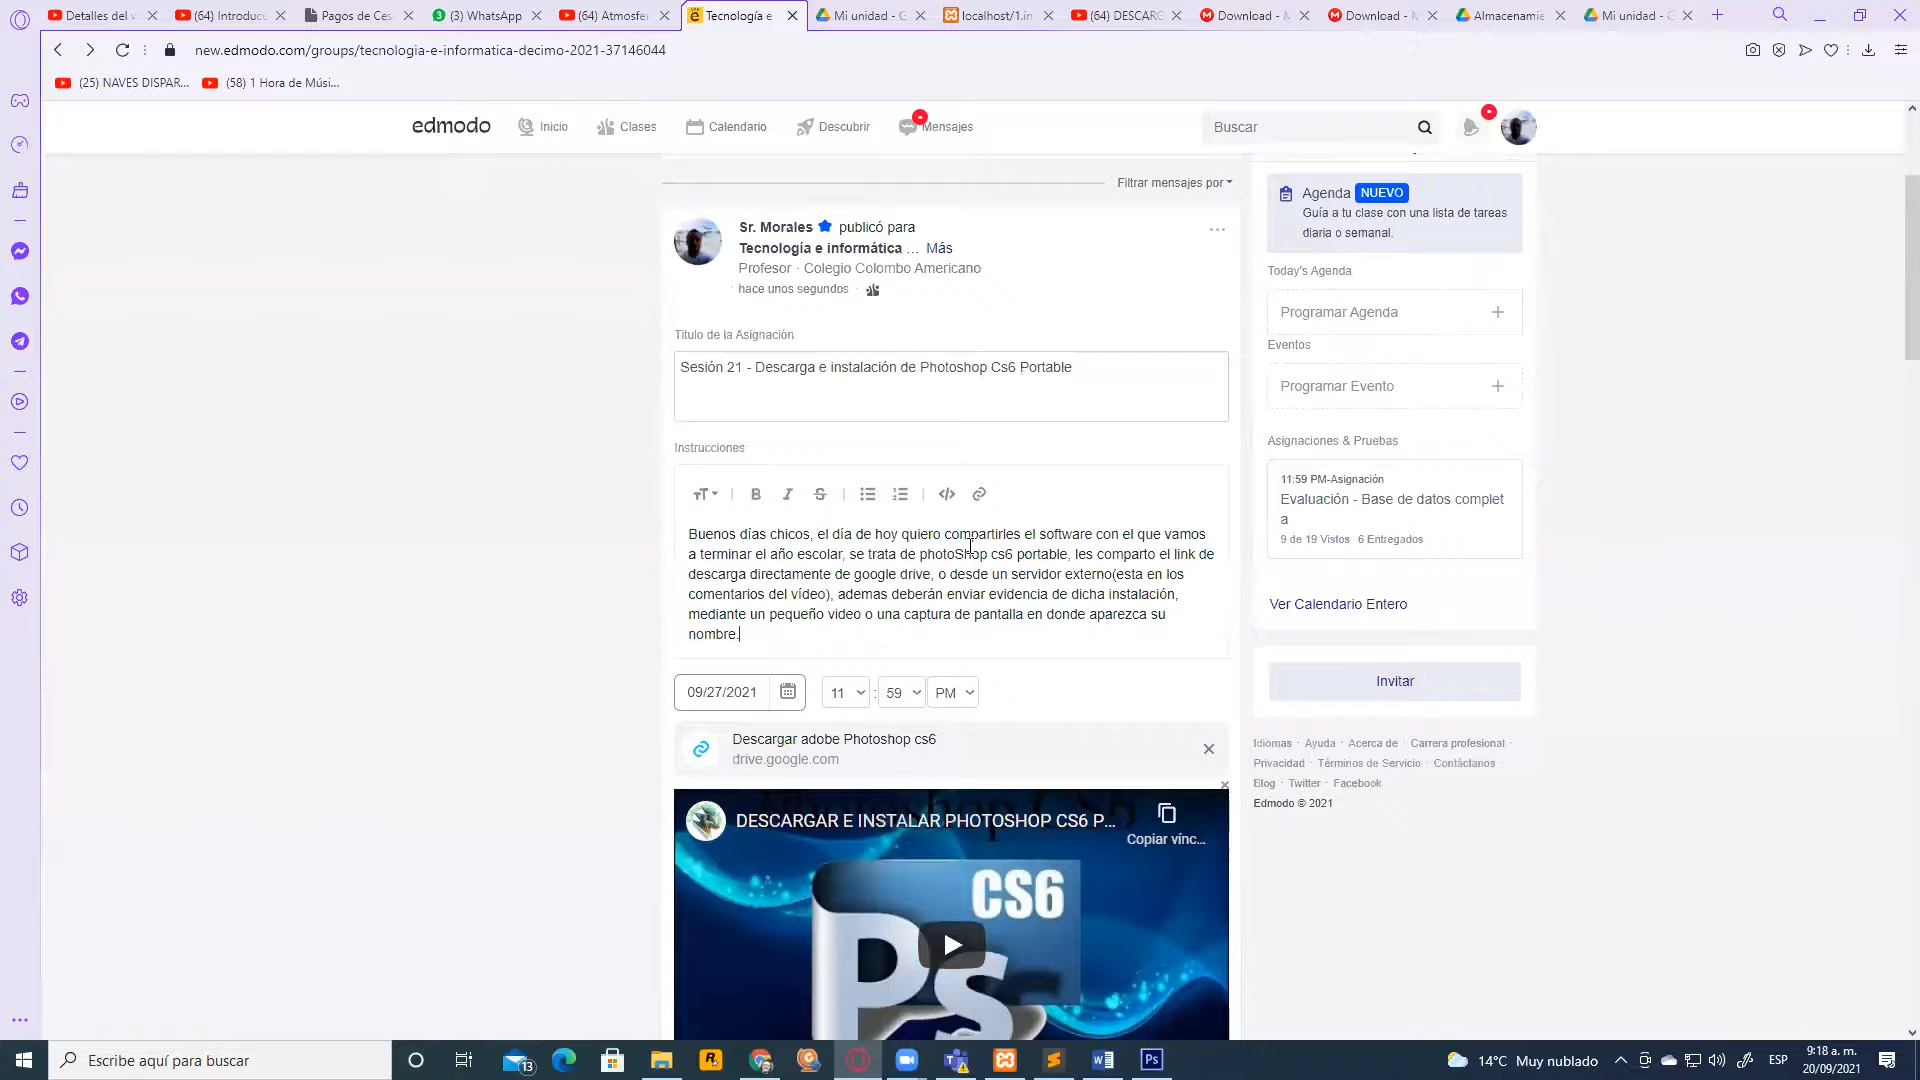 Detalles del v
(64) Introducc
Pagos de Ces
(3) WhatsApp
(64) Atmosfer
Tecnología e
Mi unidad - G
localhost/1.in
(64) DESCARG
Download - M
Download - M
Almacenamie
Mi unidad - G
new.edmodo.com/groups/tecnologia-e-informatica-decimo-2021-37146044
(25) NAVES DISPAR...
(58) 1 Hora de Músi...
edmodo
Inicio
Clases
Calendario
Descubrir
Mensajes
Buscar
Filtrar mensajes por
Sr. Morales publicó para
Tecnología e informática ... Más
Profesor · Colegio Colombo Americano
hace unos segundos ·
Titulo de la Asignación
Sesión 21 - Descarga e instalación de Photoshop Cs6 Portable
Instrucciones
Buenos días chicos, el día de hoy quiero compartirles el software con el que vamos
a terminar el año escolar, se trata de photoShop cs6 portable, les comparto el link de
descarga directamente de google drive, o desde un servidor externo(esta en los
comentarios del vídeo), ademas deberán enviar evidencia de dicha instalación,
mediante un pequeño video o una captura de pantalla en donde aparezca su
nombre.
09/27/2021
11 : 59 PM
Descargar adobe Photoshop cs6
drive.google.com
DESCARGAR E INSTALAR PHOTOSHOP CS6 P...
Copiar vínc...
CS6
Ps
Agenda NUEVO
Guía a tu clase con una lista de tareas
diaria o semanal.
Today's Agenda
Programar Agenda
Eventos
Programar Evento
Asignaciones & Pruebas
11:59 PM-Asignación
Evaluación - Base de datos complet
a
9 de 19 Vistos · 6 Entregados
Ver Calendario Entero
Invitar
Idiomas · Ayuda · Acerca de · Carrera profesional ·
Privacidad · Términos de Servicio · Contáctanos ·
Blog · Twitter · Facebook
Edmodo © 2021
Escribe aquí para buscar
13
Ps
14°C Muy nublado
ESP
9:18 a. m.
20/09/2021